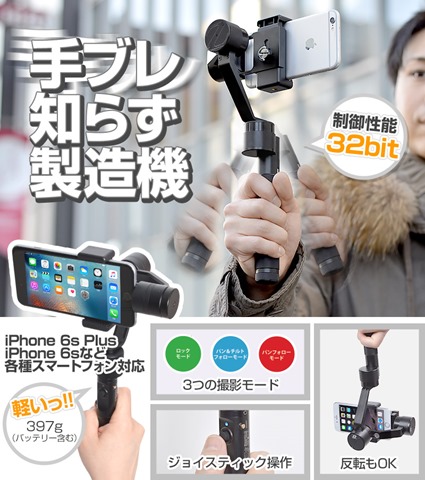 手ブレ
知らず
製造機
制御性能
32bit
iPhone 6s Plus
iPhone 6sなど
各種スマートフォン対応
軽いっ!!
397g
(バッテリー含む)
ロック
モード
パン&チルト
フォローモード
パンフォロー
モード
3つの撮影モード
ジョイスティック操作
反転もOK